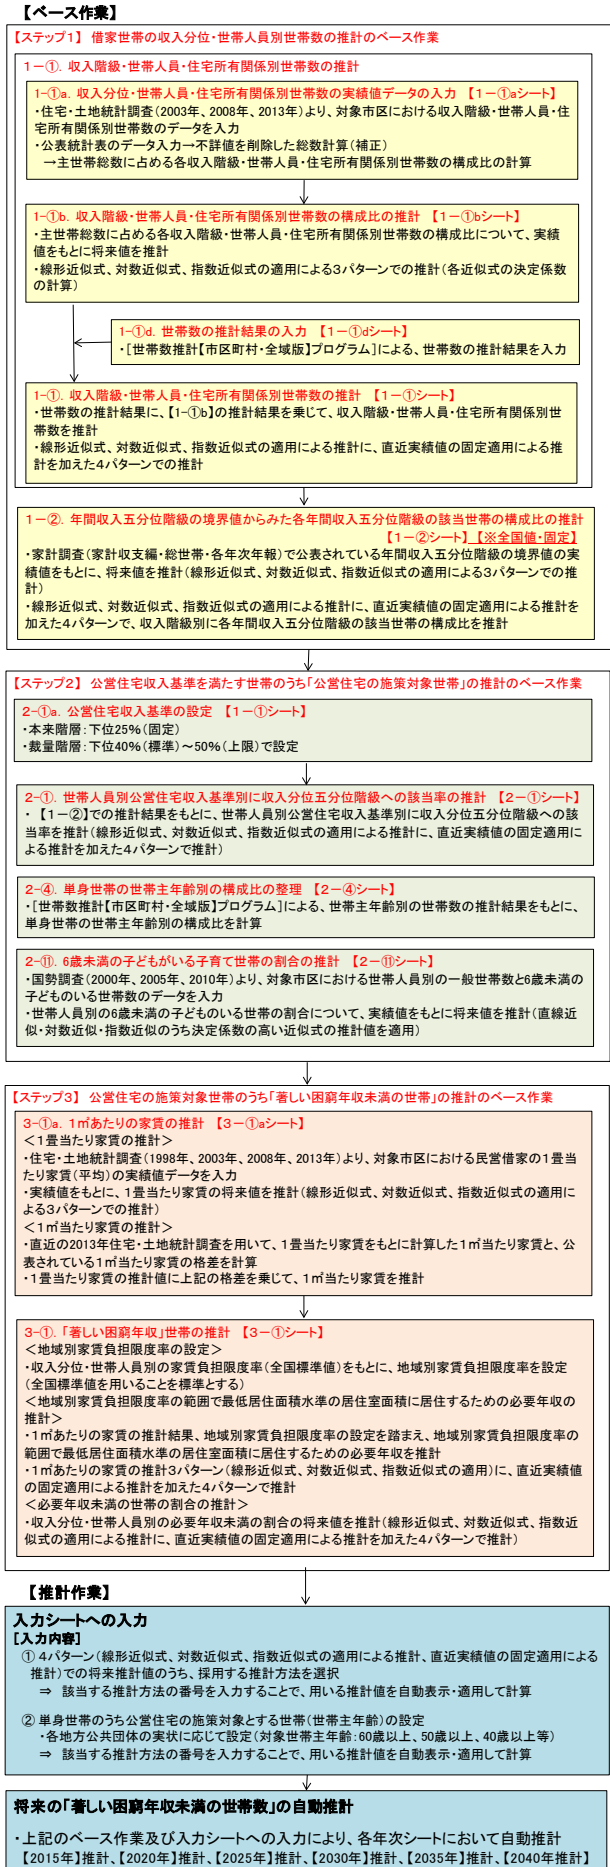 【ベース作業】
【ステップ1】 借家世帯の収入分位・世帯人員別世帯数の推計のベース作業
1-①. 収入階級・世帯人員・住宅所有関係別世帯数の推計
1-①a. 収入分位・世帯人員・住宅所有関係別世帯数の実績値データの入力 【1-①aシート】
・住宅・土地統計調査(2003年、2008年、2013年)より、対象市区における収入階級・世帯人員・住
宅所有関係別世帯数のデータを入力
・公表統計表のデータ入力→不詳値を削除した総数計算(補正)
→主世帯総数に占める各収入階級・世帯人員・住宅所有関係別世帯数の構成比の計算
1-①b. 収入階級・世帯人員・住宅所有関係別世帯数の構成比の推計 【1-①bシート】
・主世帯総数に占める各収入階級・世帯人員・住宅所有関係別世帯数の構成比について、実績
値をもとに将来値を推計
・線形近似式、対数近似式、指数近似式の適用による3パターンでの推計(各近似式の決定係数
の計算)
1-①d. 世帯数の推計結果の入力 【1-①dシート】
・[世帯数推計【市区町村・全域版】プログラム]による、世帯数の推計結果を入力
1-①. 収入階級・世帯人員・住宅所有関係別世帯数の推計 【1-①シート】
・世帯数の推計結果に、【1-①b】の推計結果を乗じて、収入階級・世帯人員・住宅所有関係別世
帯数を推計
・線形近似式、対数近似式、指数近似式の適用による推計に、直近実績値の固定適用による推
計を加えた4パターンでの推計
1-②. 年間収入五分位階級の境界値からみた各年間収入五分位階級の該当世帯の構成比の推計
【1-②シート】 【※全国値・固定】
・家計調査(家計収支編・総世帯・各年次年報)で公表されている年間収入五分位階級の境界値の実
績値をもとに、将来値を推計(線形近似式、対数近似式、指数近似式の適用による3パターンでの推
計)
・線形近似式、対数近似式、指数近似式の適用による推計に、直近実績値の固定適用による推計を
加えた4パターンで、収入階級別に各年間収入五分位階級の該当世帯の構成比を推計
【ステップ2】 公営住宅収入基準を満たす世帯のうち「公営住宅の施策対象世帯」の推計のベース作業
2-①a. 公営住宅収入基準の設定 【1-①シート】
・本来階層:下位25%(固定)
・裁量階層:下位40%(標準)~50%(上限)で設定
2-①. 世帯人員別公営住宅収入基準別に収入分位五分位階級への該当率の推計 【2-①シート】
・ 【1-②】での推計結果をもとに、世帯人員別公営住宅収入基準別に収入分位五分位階級への該
当率を推計(線形近似式、対数近似式、指数近似式の適用による推計に、直近実績値の固定適用に
よる推計を加えた4パターンで推計)
2-④. 単身世帯の世帯主年齢別の構成比の整理 【2-④シート】
・[世帯数推計【市区町村・全域版】プログラム]による、世帯主年齢別の世帯数の推計結果をもとに、
単身世帯の世帯主年齢別の構成比を計算
2-⑪. 6歳未満の子どもがいる子育て世帯の割合の推計 【2-⑪シート】
・国勢調査(2000年、2005年、2010年)より、対象市区における世帯人員別の一般世帯数と6歳未満の
子どものいる世帯数のデータを入力
・世帯人員別の6歳未満の子どものいる世帯の割合について、実績値をもとに将来値を推計(直線近
似・対数近似・指数近似のうち決定係数の高い近似式の推計値を適用)
【ステップ3】 公営住宅の施策対象世帯のうち「著しい困窮年収未満の世帯」の推計のベース作業
3-①a. 1㎡あたりの家賃の推計 【3-①aシート】
<1畳当たり家賃の推計>
・住宅・土地統計調査(1998年、2003年、2008年、2013年)より、対象市区における民営借家の1畳当
たり家賃(平均)の実績値データを入力
・実績値をもとに、1畳当たり家賃の将来値を推計(線形近似式、対数近似式、指数近似式の適用に
よる3パターンでの推計)
<1㎡当たり家賃の推計>
・直近の2013年住宅・土地統計調査を用いて、1畳当たり家賃をもとに計算した1㎡当たり家賃と、公
表されている1㎡当たり家賃の格差を計算
・1畳当たり家賃の推計値に上記の格差を乗じて、1㎡当たり家賃を推計
3-①. 「著しい困窮年収」世帯の推計 【3-①シート】
<地域別家賃負担限度率の設定>
・収入分位・世帯人員別の家賃負担限度率(全国標準値)をもとに、地域別家賃負担限度率を設定
(全国標準値を用いることを標準とする)
<地域別家賃負担限度率の範囲で最低居住面積水準の居住室面積に居住するための必要年収の
推計>
・1㎡あたりの家賃の推計結果、地域別家賃負担限度率の設定を踏まえ、地域別家賃負担限度率の
範囲で最低居住面積水準の居住室面積に居住するための必要年収を推計
・1㎡あたりの家賃の推計3パターン(線形近似式、対数近似式、指数近似式の適用)に、直近実績値
の固定適用による推計を加えた4パターンで推計
<必要年収未満の世帯の割合の推計>
・収入分位・世帯人員別の必要年収未満の割合の将来値を推計(線形近似式、対数近似式、指数近
似式の適用による推計に、直近実績値の固定適用による推計を加えた4パターンで推計)
【推計作業】
入力シートへの入力
[入力内容]
① 4パターン(線形近似式、対数近似式、指数近似式の適用による推計、直近実績値の固定適用による
推計)での将来推計値のうち、採用する推計方法を選択
⇒ 該当する推計方法の番号を入力することで、用いる推計値を自動表示・適用して計算
② 単身世帯のうち公営住宅の施策対象とする世帯(世帯主年齢)の設定
・各地方公共団体の実状に応じて設定(対象世帯主年齢:60歳以上、50歳以上、40歳以上等)
⇒ 該当する推計方法の番号を入力することで、用いる推計値を自動表示・適用して計算
将来の「著しい困窮年収未満の世帯数」の自動推計
・上記のベース作業及び入力シートへの入力により、各年次シートにおいて自動推計
【2015年】推計、【2020年】推計、【2025年】推計、【2030年】推計、【2035年】推計、【2040年推計】